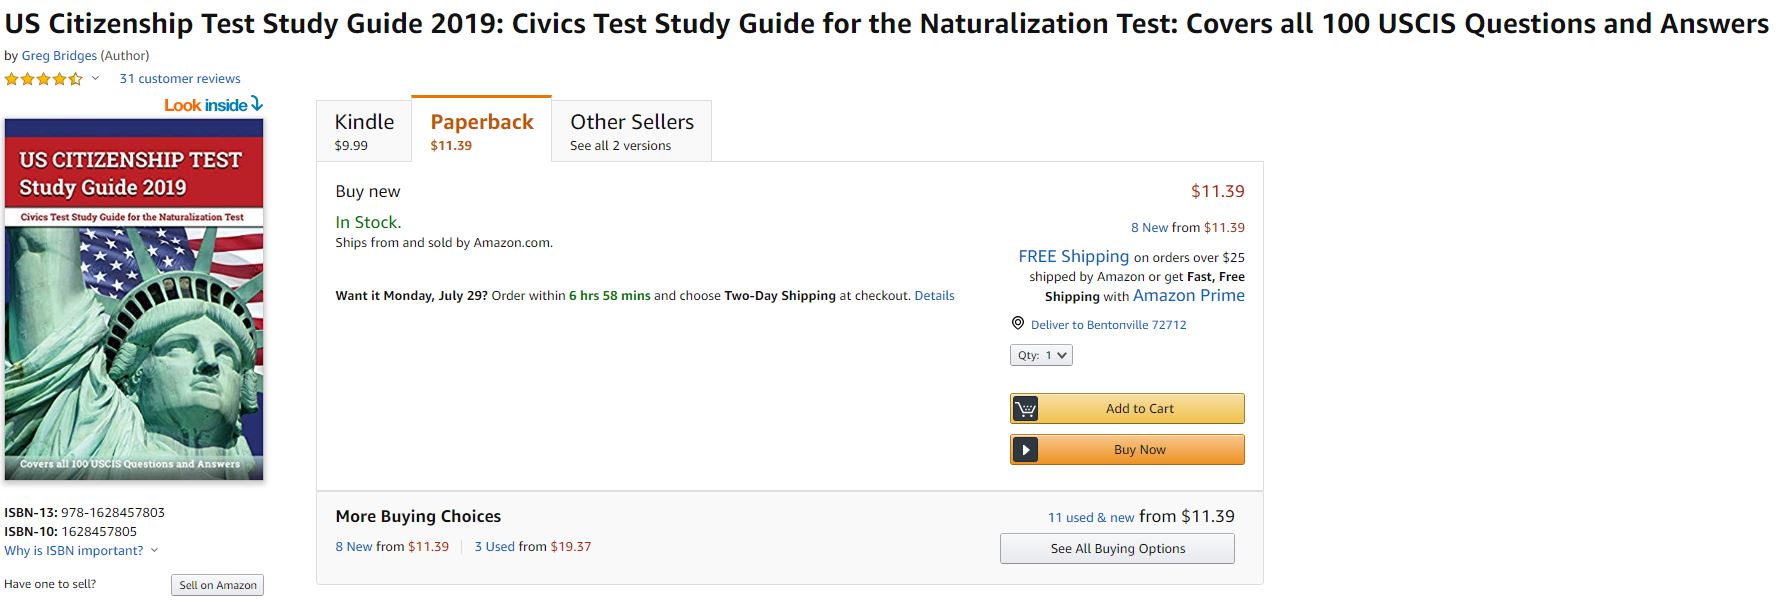 US Citizenship Test Study Guide 2019: Civics Test Study Guide for the Naturalization Test: Covers all 100 USCIS Questions and Answers
by Greg Bridges (Author)
31 customer reviews
Look inside
US CITIZENSHIP TEST
Study Guide 2019
Civics Test Study Guide for the Naturalization Test
Covers all 100 USCIS Questions and Answers
ISBN-13: 978-1628457803
ISBN-10: 1628457805
Why is ISBN important?
Have one to sell?
Sell on Amazon
Kindle
$9.99
Paperback
$11.39
Other Sellers
See all 2 versions
Buy new
$11.39
In Stock.
Ships from and sold by Amazon.com.
8 New from $11.39
FREE Shipping on orders over $25
shipped by Amazon or get Fast, Free
Shipping with Amazon Prime
Want it Monday, July 29? Order within 6 hrs 58 mins and choose Two-Day Shipping at checkout. Details
Deliver to Bentonville 72712
Qty: 1
Add to Cart
Buy Now
More Buying Choices
11 used & new from $11.39
8 New from $11.39
3 Used from $19.37
See All Buying Options